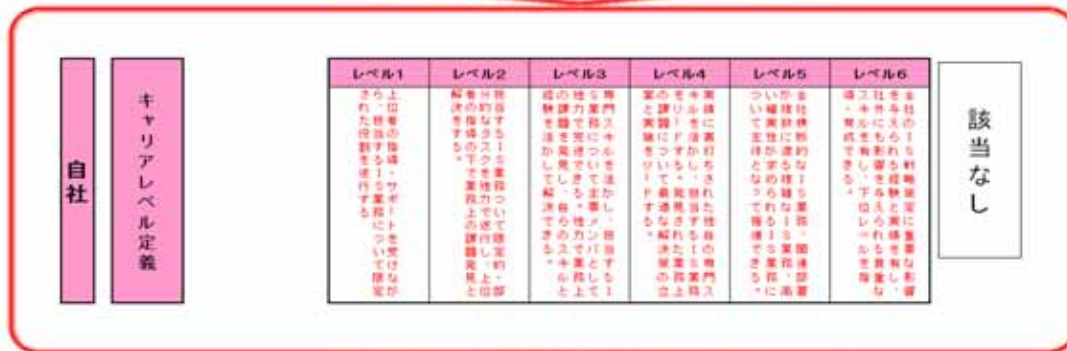 自社
キャリアレベル定義
レベル1
上位者の指導・サポートを受けなが
ら、担当するIS業務について限定
された役割を遂行する
レベル2
担当するIS業務ついて限定的・部
分的なタスクを独力で遂行し、上位
者の指導の下で業務上の課題発見と
解決をする。
レベル3
専門スキルを活かし、担当するI
S業務について主要メンバとして
独力で完遂できる。独力で業務上
の課題を発見し、自らのスキルと
経験を活かして解決できる。
レベル4
実績に裏打ちされた独自の専門ス
キルを活かし、担当するIS業務
をリードする。発見された業務上
の課題について最適な解決策の立
案と実施をリードする。
レベル5
全社横断的なIS業務、関連部署
が複数に渡る複雑なIS業務、高
い確実性が求められるIS業務に
ついて主体となって推進できる。
レベル6
全社のIS戦略策定に重要な影響
を与えられる経験と実績を有し、
社外にも影響を与えられる貴重な
スキルを有し、下位レベルを指
導・育成できる。
該当なし